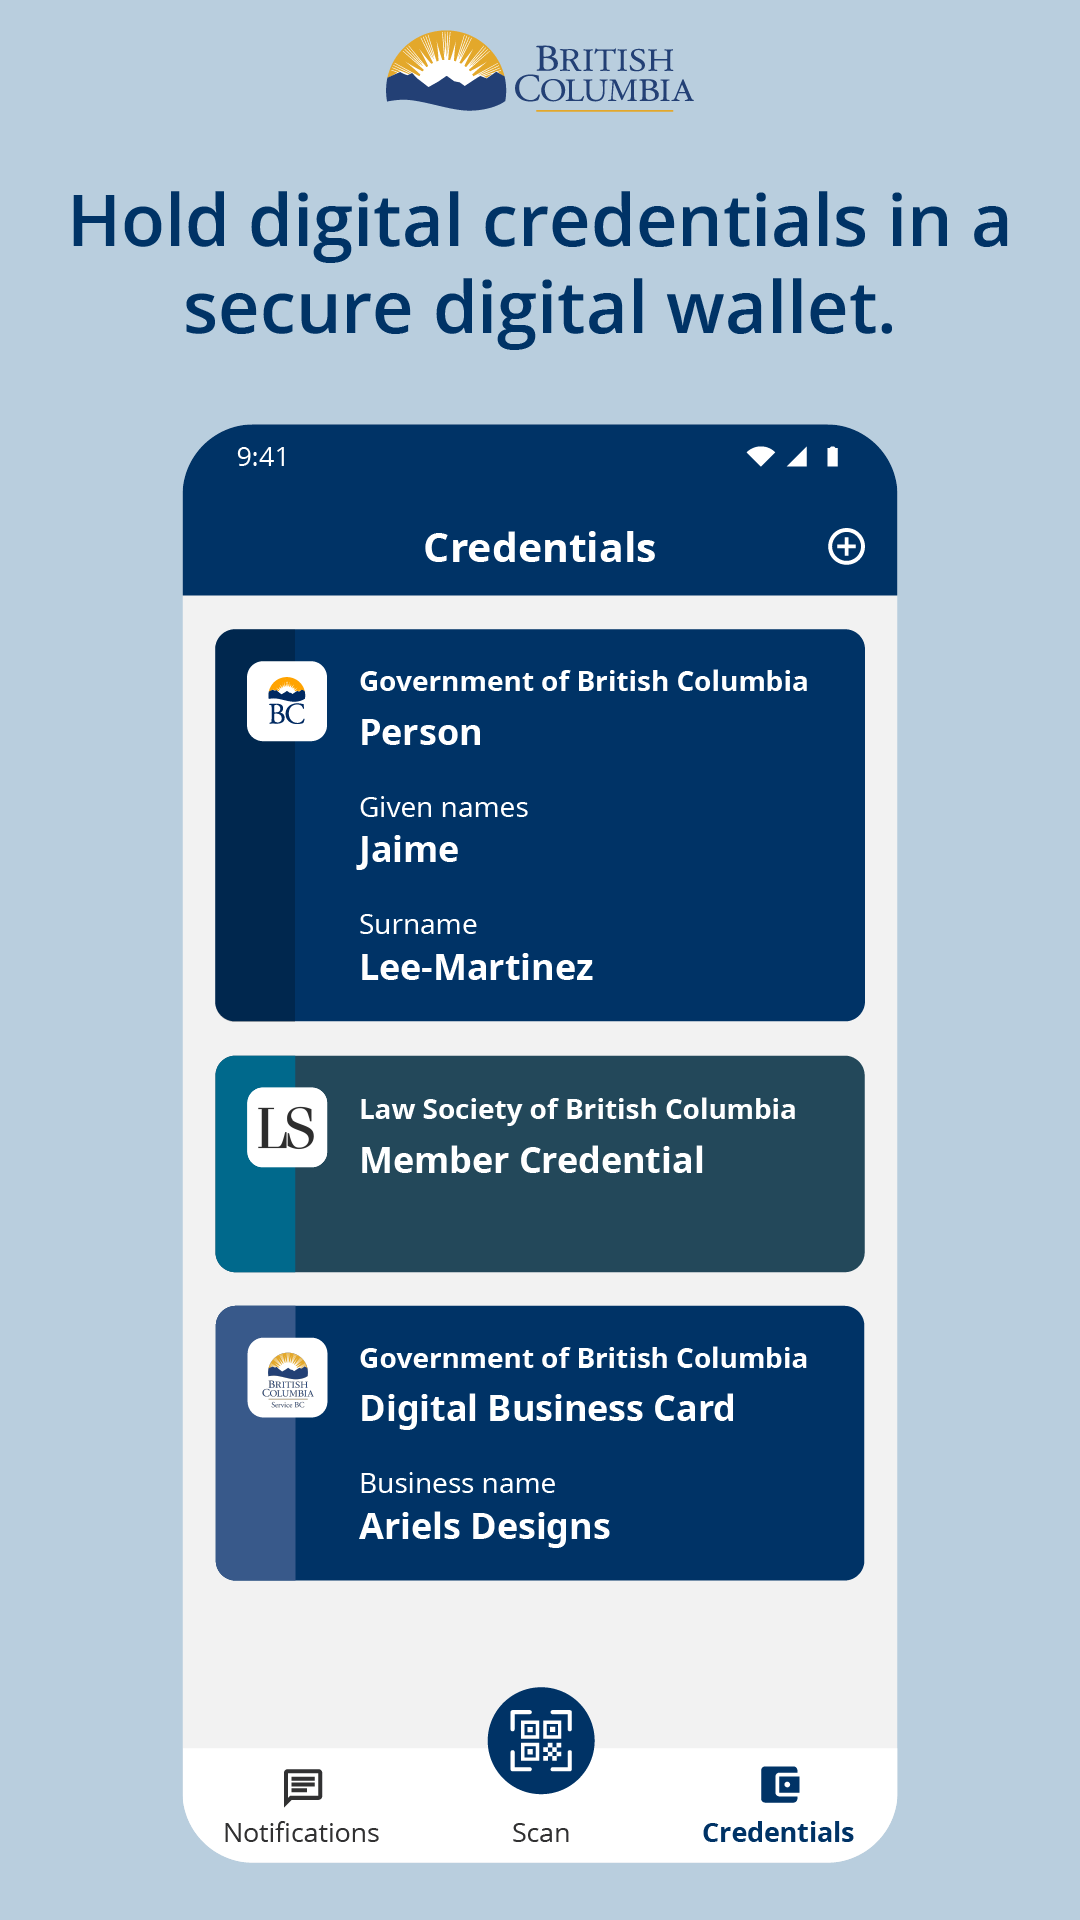 BRITISH
COLUMBIA
Hold digital credentials in a
secure digital wallet.
9:41
Credentials
BC
Government of British Columbia
Person
Given names
Jaime
Surname
Lee-Martinez
LS
Law Society of British Columbia
Member Credential
BRITISH
COLUMBIA
Service BC
Government of British Columbia
Digital Business Card
Business name
Ariels Designs
Notifications
Scan
Credentials